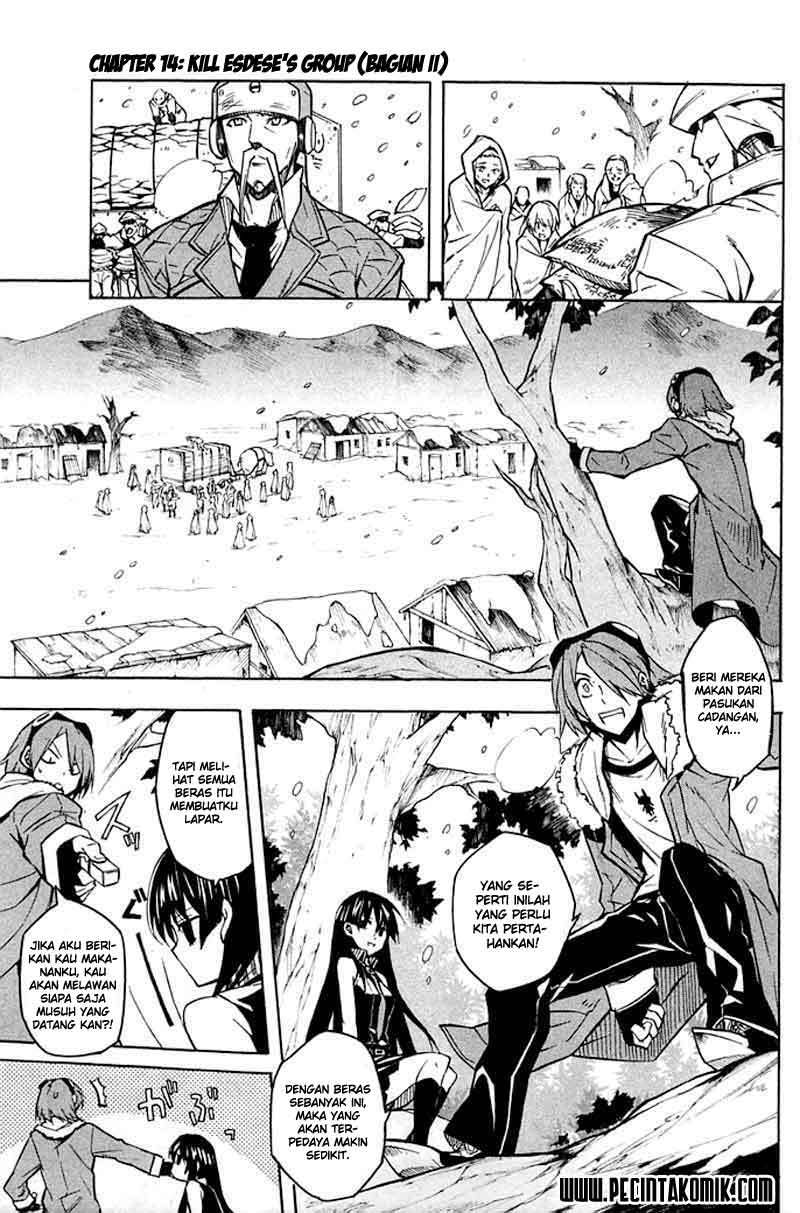 CHAPTER 14: KILL ESDESE'S GROUP (BAGIAN II)
BERI MEREKA
MAKAN DARI
PASUKAN
CADANGAN,
YA...
YANG SE-
PERTI INILAH
YANG PERLU
KITA PERTA-
HANKAN!
DENGAN BERAS
SEBANYAK INI,
MAKA YANG
AKAN TER-
PEDAYA MAKIN
SEDIKIT.
TAPI MELI-
HAT SEMUA
BERAS ITU
MEMBUATKU
LAPAR.
JIKA AKU BERI-
KAN KAU MAKA-
NANKU, KAU
AKAN MELAWAN
SIAPA SAJA
MUSUH YANG
DATANG KAN?!
がぶっ
WWW.PECINTAKOMIK.COM